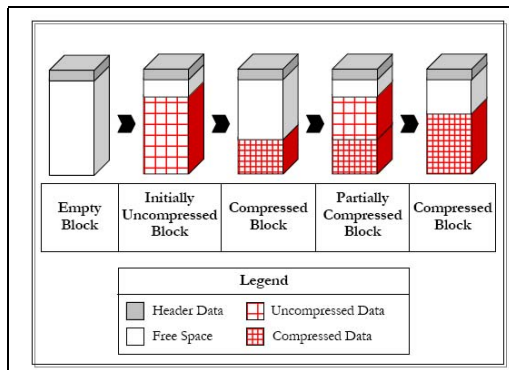 Empty
Block
Initially
Uncompressed
Block
Compressed
Block
Partially
Compressed
Block
Compressed
Block
Legend
Header Data
Uncompressed Data
Free Space
Compressed Data